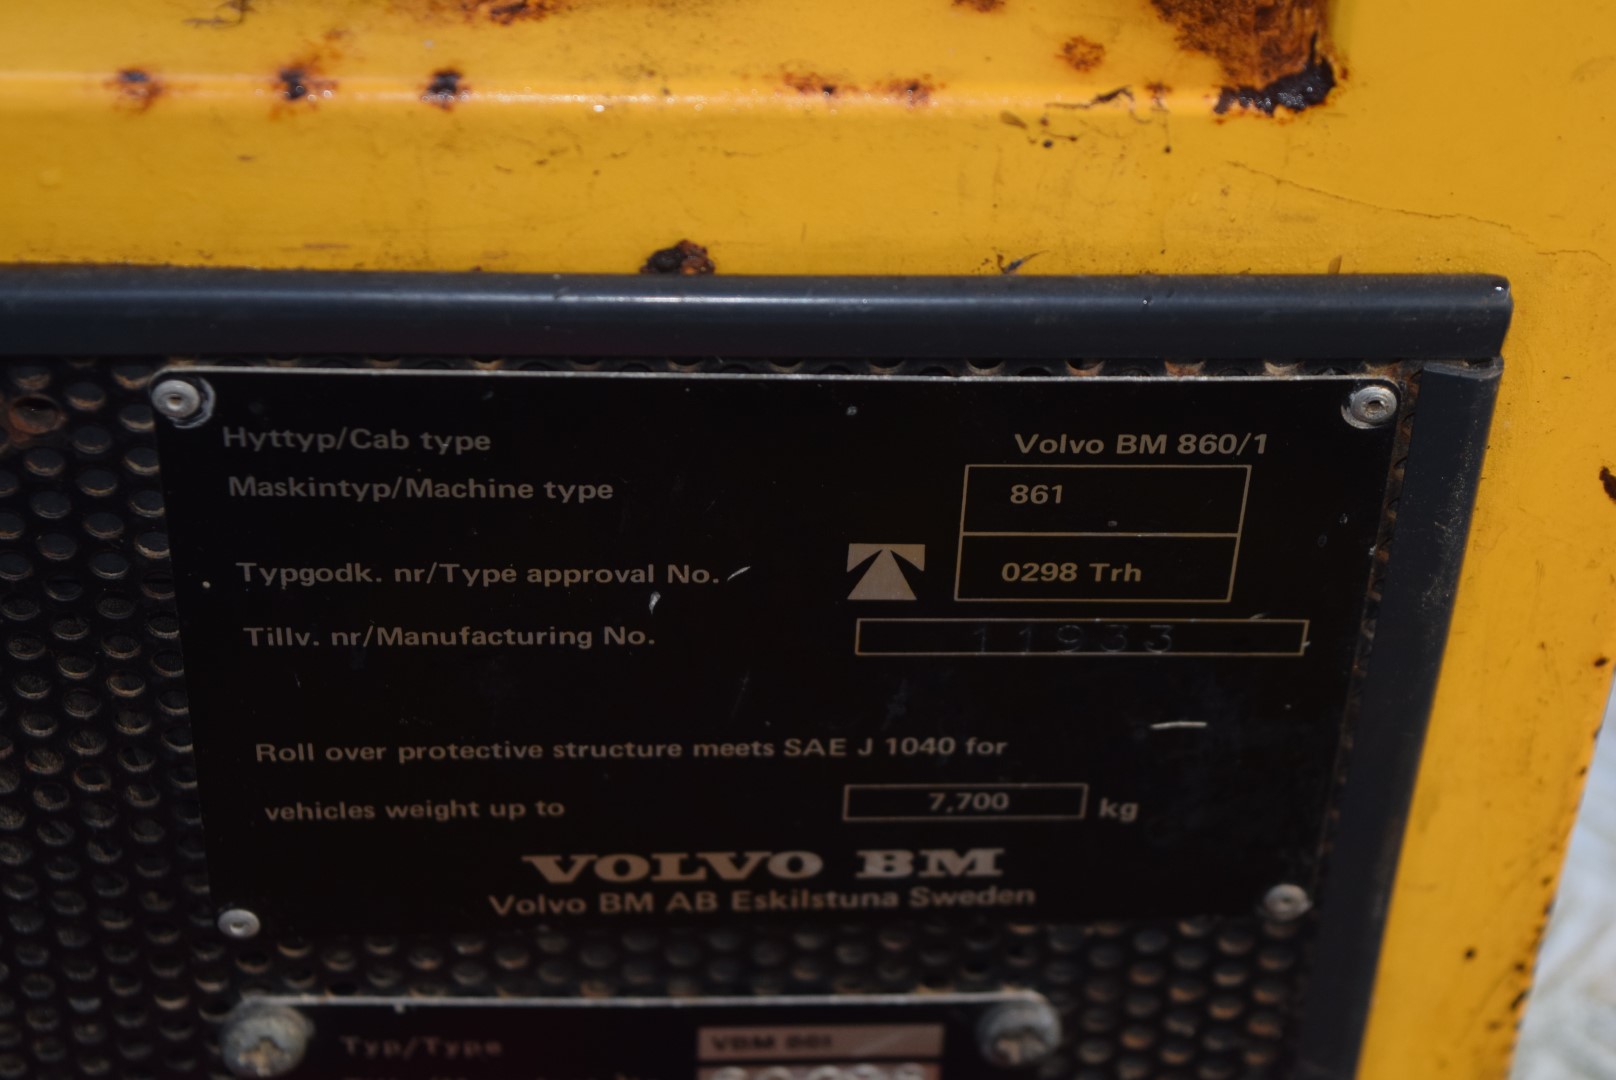 Hyttyp/Cab type Volvo BM 860/1
Maskintyp/Machine type 861
Typgodk. nr/Type approval No. 0298 Trh
Tillv. nr/Manufacturing No. 11933
Roll over protective structure meets SAE J 1040 for
vehicles weight up to 7,700 kg
VOLVO BM
Volvo BM AB Eskilstuna Sweden
Typ/Type VBM 861